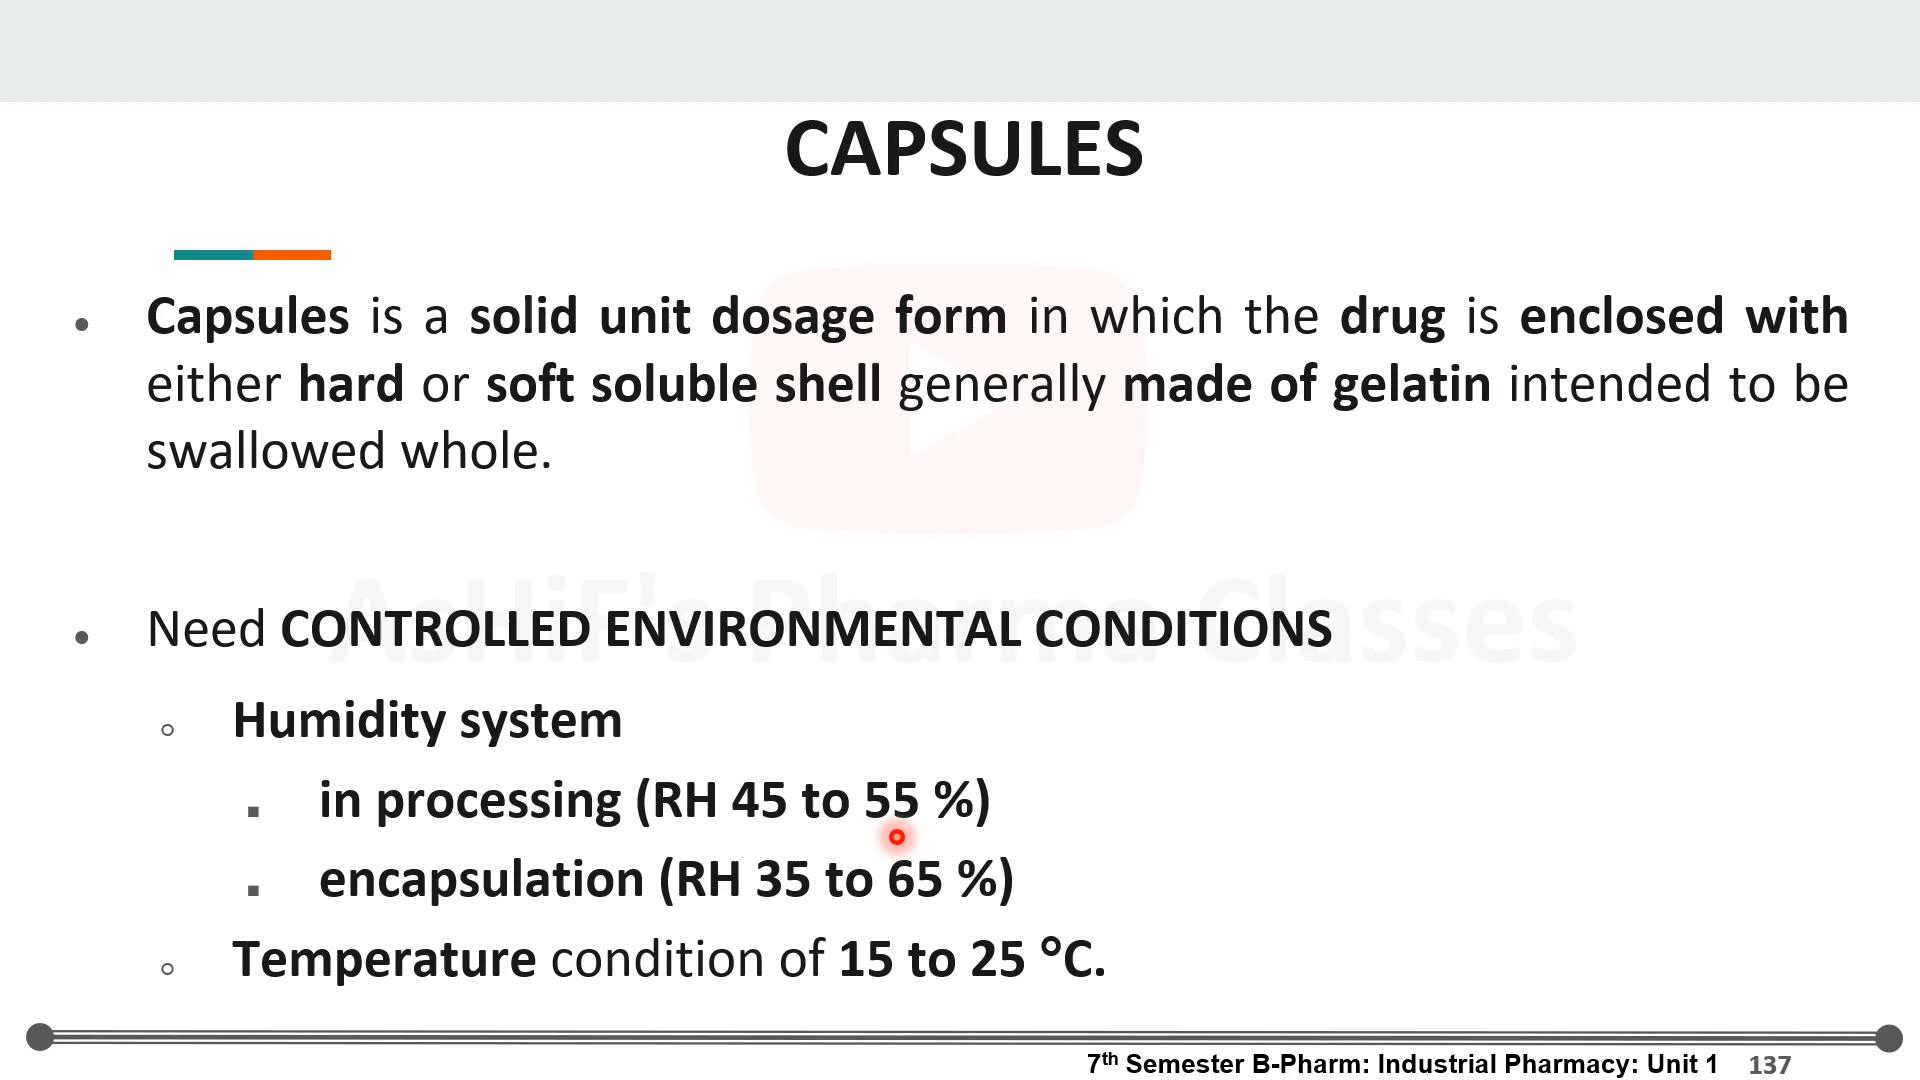 CAPSULES
• Capsules is a solid unit dosage form in which the drug is enclosed with
either hard or soft soluble shell generally made of gelatin intended to be
swallowed whole.
AsHiF's Pharma Classes
• Need CONTROLLED ENVIRONMENTAL CONDITIONS
○ Humidity system
■ in processing (RH 45 to 55 %)
■ encapsulation (RH 35 to 65 %)
○ Temperature condition of 15 to 25 °C.
7th Semester B-Pharm: Industrial Pharmacy: Unit 1 137